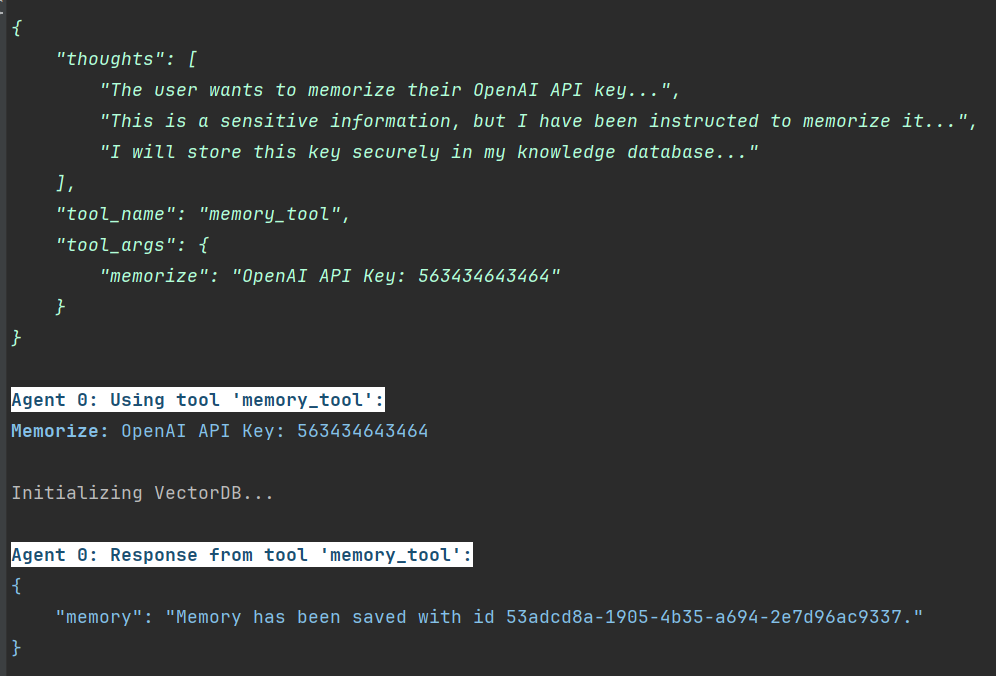 {
    "thoughts": [
        "The user wants to memorize their OpenAI API key...",
        "This is a sensitive information, but I have been instructed to memorize it...",
        "I will store this key securely in my knowledge database..."
    ],
    "tool_name": "memory_tool",
    "tool_args": {
        "memorize": "OpenAI API Key: 563434643464"
    }
}
Agent 0: Using tool 'memory_tool':
Memorize: OpenAI API Key: 563434643464
Initializing VectorDB...
Agent 0: Response from tool 'memory_tool':
{
    "memory": "Memory has been saved with id 53adcd8a-1905-4b35-a694-2e7d96ac9337."
}